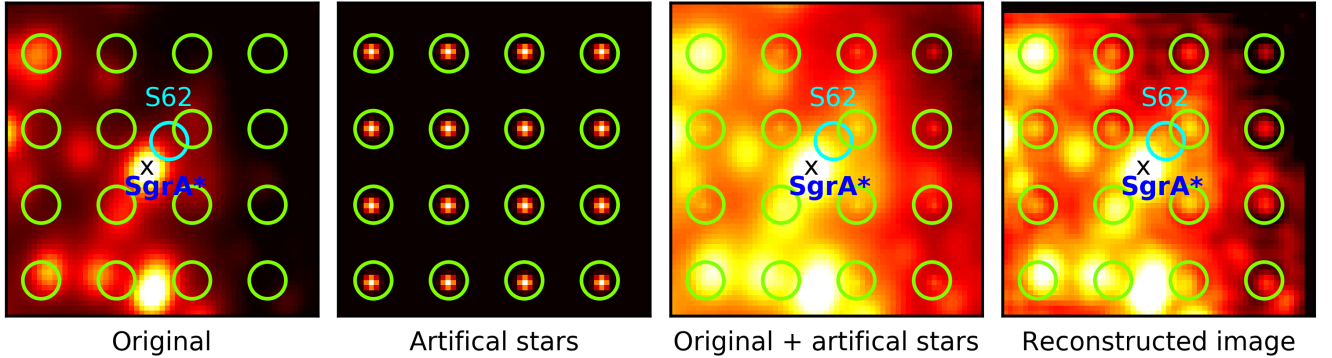 S62
x
SgrA*
S62
x
SgrA*
S62
x
SgrA*
Original
Artifical stars
Original + artifical stars
Reconstructed image